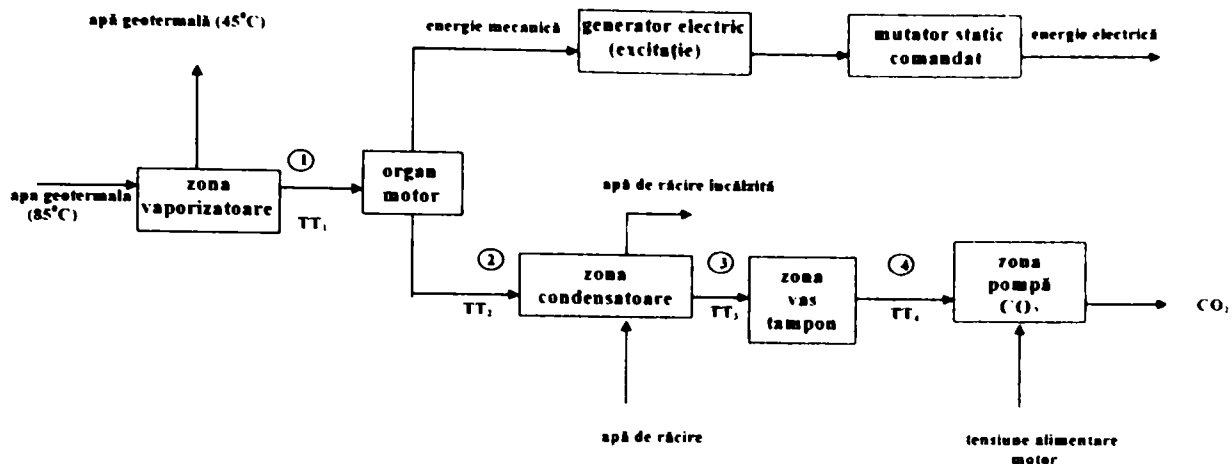 apă geotermală (45°C)
energie mecanică
generator electric
(excitație)
mutator static
comandat
energie electrică
apa geotermala
(85°C)
zona
vaporizatoare
1
TT₁
organ
motor
apă de răcire încălzită
2
TT₂
zona
condensatoare
3
TT₃
zona
vas
tampon
4
TT₄
zona
pompă
CO₂
CO₂
apă de răcire
tensiune alimentare
motor